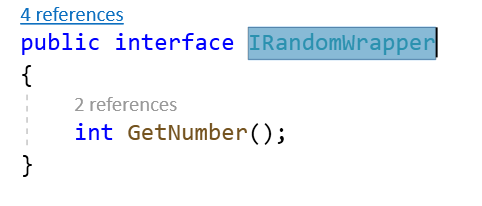 4 references
public interface IRandomWrapper
{
2 references
int GetNumber();
}